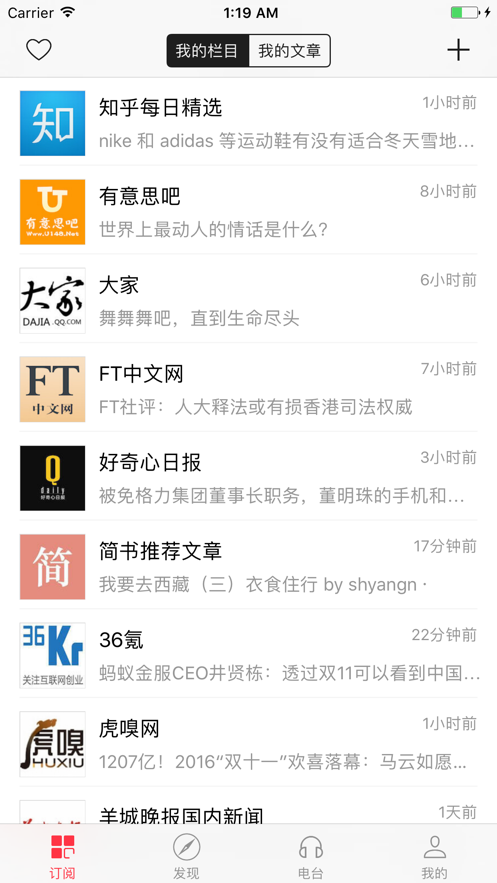 Carrier 1:19 AM
我的栏目 我的文章
知 知乎每日精选 1小时前
nike 和 adidas 等运动鞋有没有适合冬天雪地...
有意思吧 8小时前
有意思吧
Www.U148.Net
世界上最动人的情话是什么?
大家 大家 6小时前
DAJIA.QQ.COM
舞舞舞吧，直到生命尽头
FT FT中文网 7小时前
中文网
FT社评：人大释法或有损香港司法权威
Q 好奇心日报 3小时前
daily
好奇心日报
被免格力集团董事长职务，董明珠的手机和...
简 简书推荐文章 17分钟前
我要去西藏（三）衣食住行 by shyangn ·
36Kr 36氪 22分钟前
关注互联网创业
蚂蚁金服CEO井贤栋：透过双11可以看到中国...
虎嗅 虎嗅网 1小时前
HUXIU
1207亿！2016“双十一”欢喜落幕：马云如愿...
羊城晚报国内新闻 1天前
订阅 发现 电台 我的